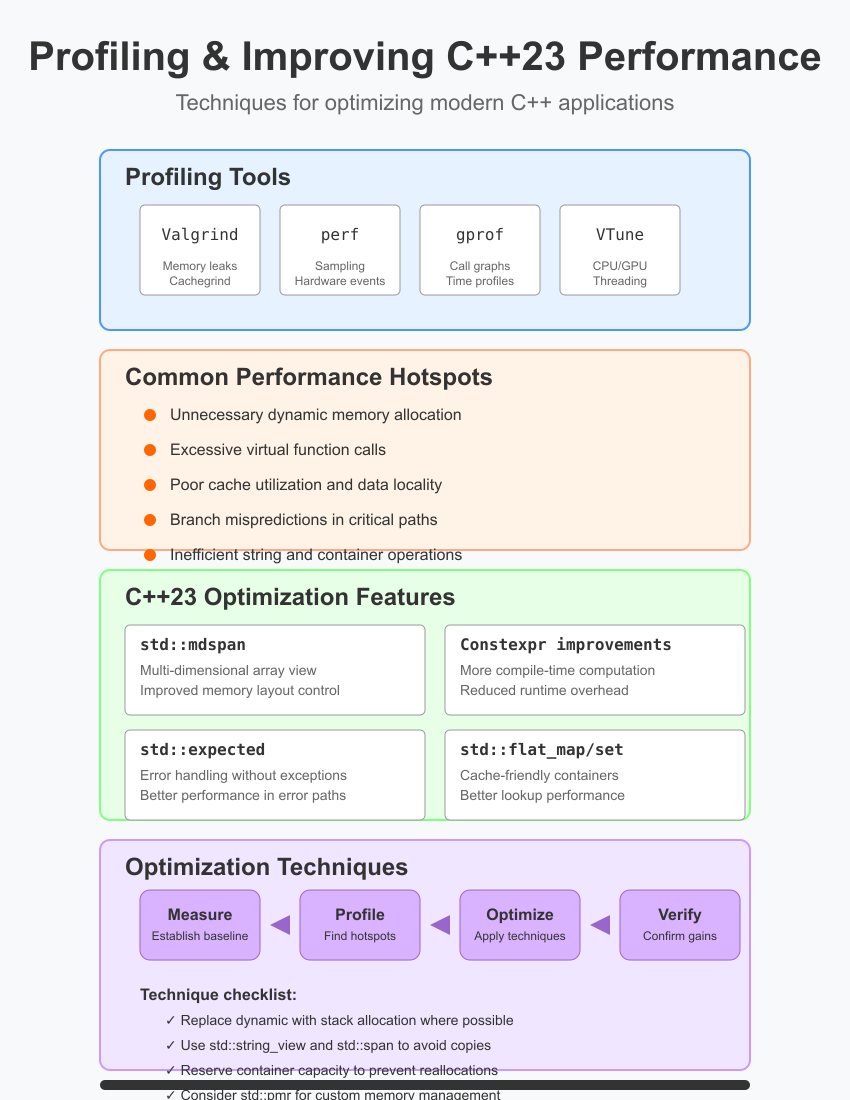 Profiling & Improving C++23 Performance
Techniques for optimizing modern C++ applications
Profiling Tools
Valgrind
Memory leaks
Cachegrind
perf
Sampling
Hardware events
gprof
Call graphs
Time profiles
VTune
CPU/GPU
Threading
Common Performance Hotspots
Unnecessary dynamic memory allocation
Excessive virtual function calls
Poor cache utilization and data locality
Branch mispredictions in critical paths
Inefficient string and container operations
C++23 Optimization Features
std::mdspan
Multi-dimensional array view
Improved memory layout control
Constexpr improvements
More compile-time computation
Reduced runtime overhead
std::expected
Error handling without exceptions
Better performance in error paths
std::flat_map/set
Cache-friendly containers
Better lookup performance
Optimization Techniques
Measure
Establish baseline
Profile
Find hotspots
Optimize
Apply techniques
Verify
Confirm gains
Technique checklist:
✓ Replace dynamic with stack allocation where possible
✓ Use std::string_view and std::span to avoid copies
✓ Reserve container capacity to prevent reallocations
✓ Consider std::pmr for custom memory management